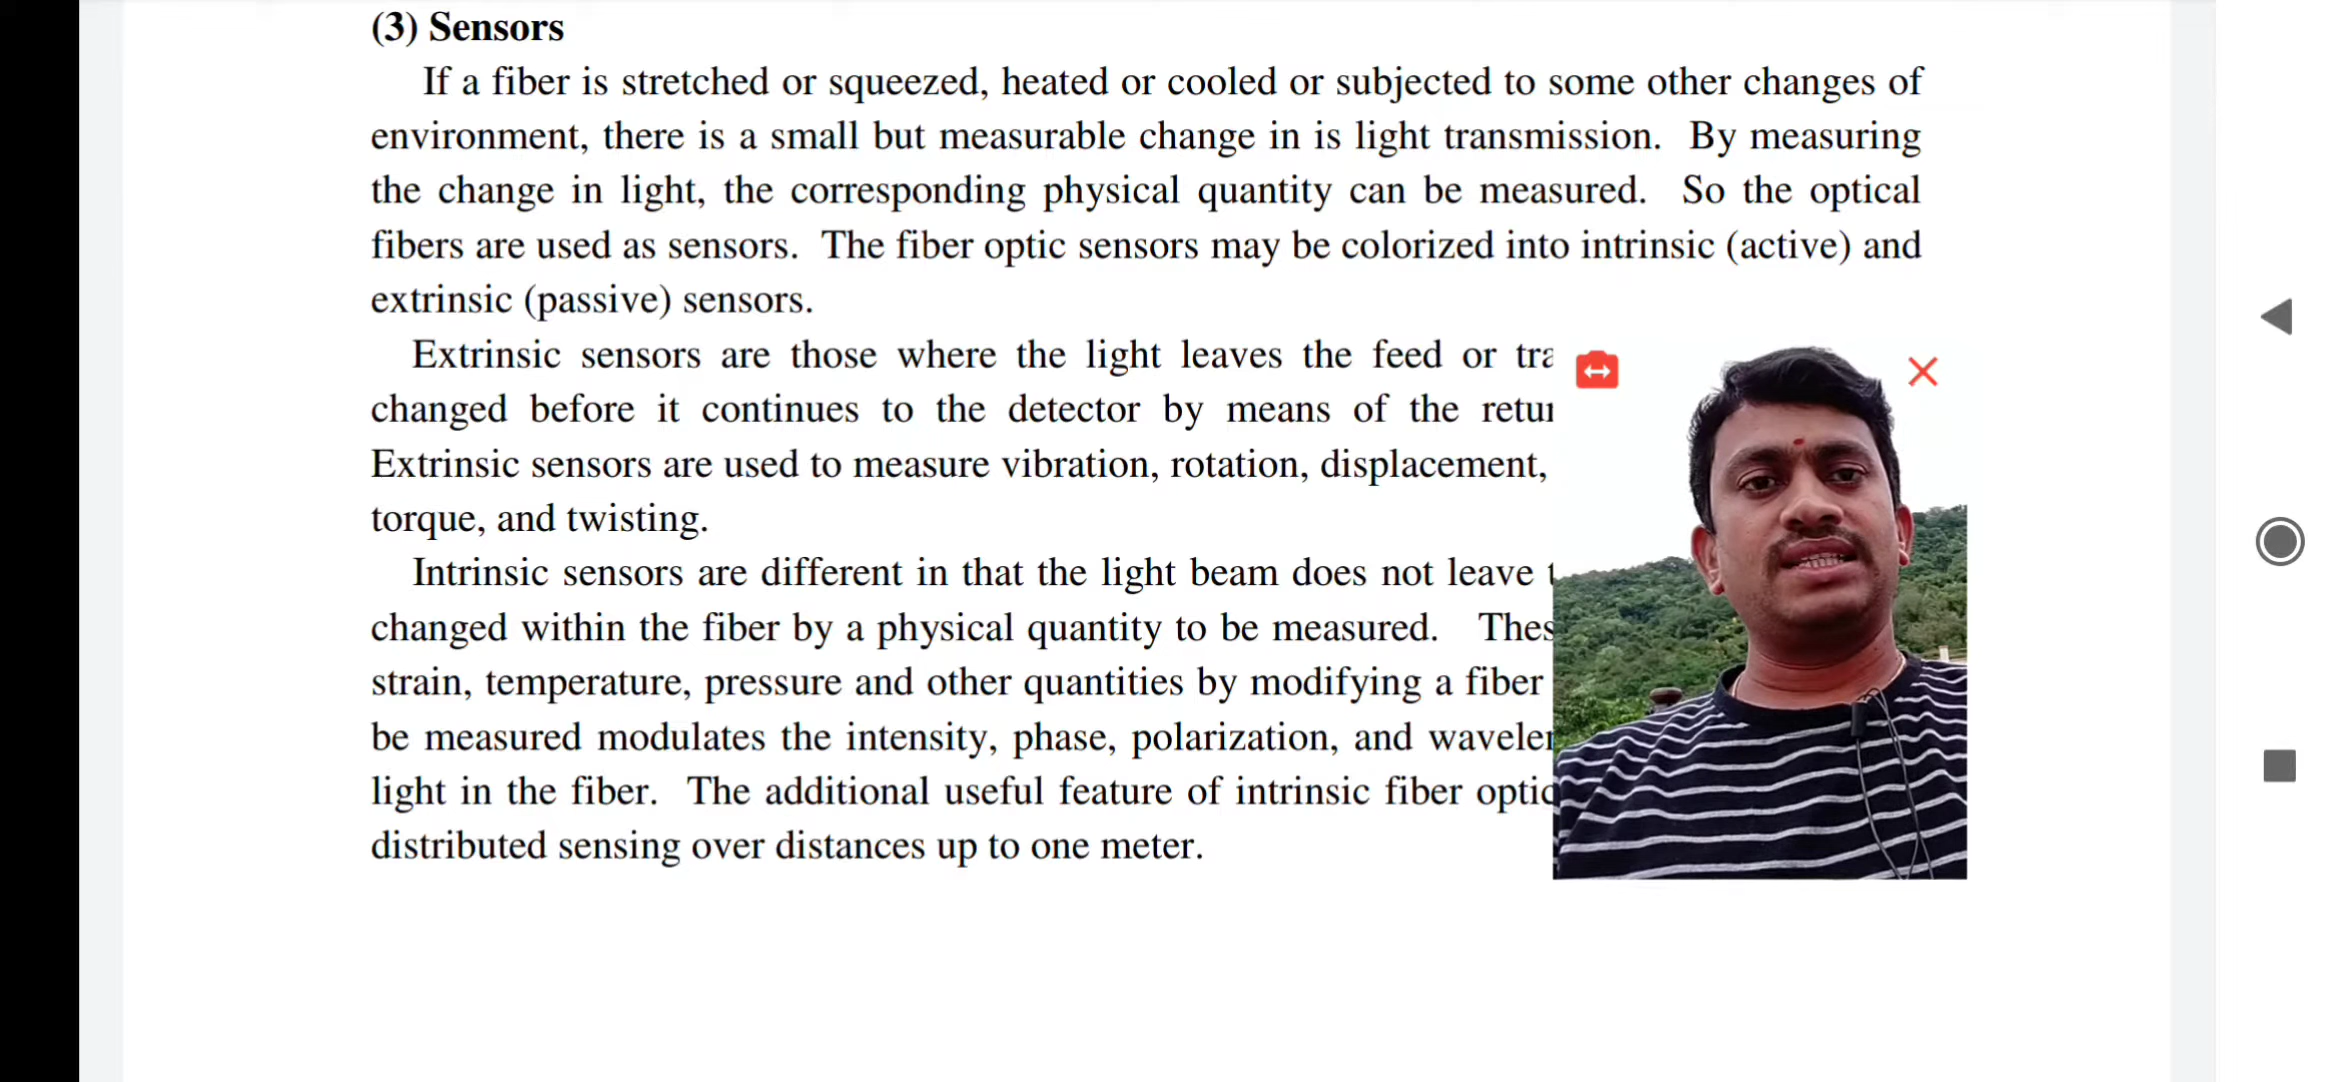 (3) Sensors
If a fiber is stretched or squeezed, heated or cooled or subjected to some other changes of
environment, there is a small but measurable change in is light transmission. By measuring
the change in light, the corresponding physical quantity can be measured. So the optical
fibers are used as sensors. The fiber optic sensors may be colorized into intrinsic (active) and
extrinsic (passive) sensors.
Extrinsic sensors are those where the light leaves the feed or
changed before it continues to the detector by means of the
Extrinsic sensors are used to measure vibration, rotation, displacement,
torque, and twisting.
Intrinsic sensors are different in that the light beam does not leave
changed within the fiber by a physical quantity to be measured.
strain, temperature, pressure and other quantities by modifying a fiber
be measured modulates the intensity, phase, polarization, and
light in the fiber. The additional useful feature of intrinsic fiber
distributed sensing over distances up to one meter.